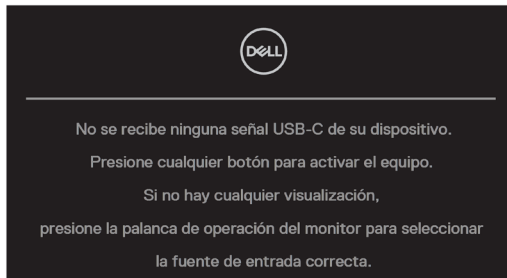 DELL
No se recibe ninguna señal USB-C de su dispositivo.
Presione cualquier botón para activar el equipo.
Si no hay cualquier visualización,
presione la palanca de operación del monitor para seleccionar
la fuente de entrada correcta.